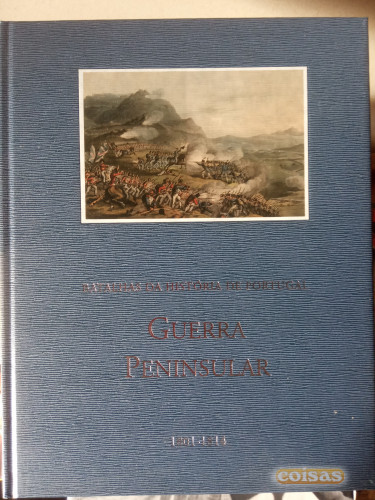 BATALHAS DA HISTÓRIA DE PORTUGAL
GUERRA
PENINSULAR
coisas